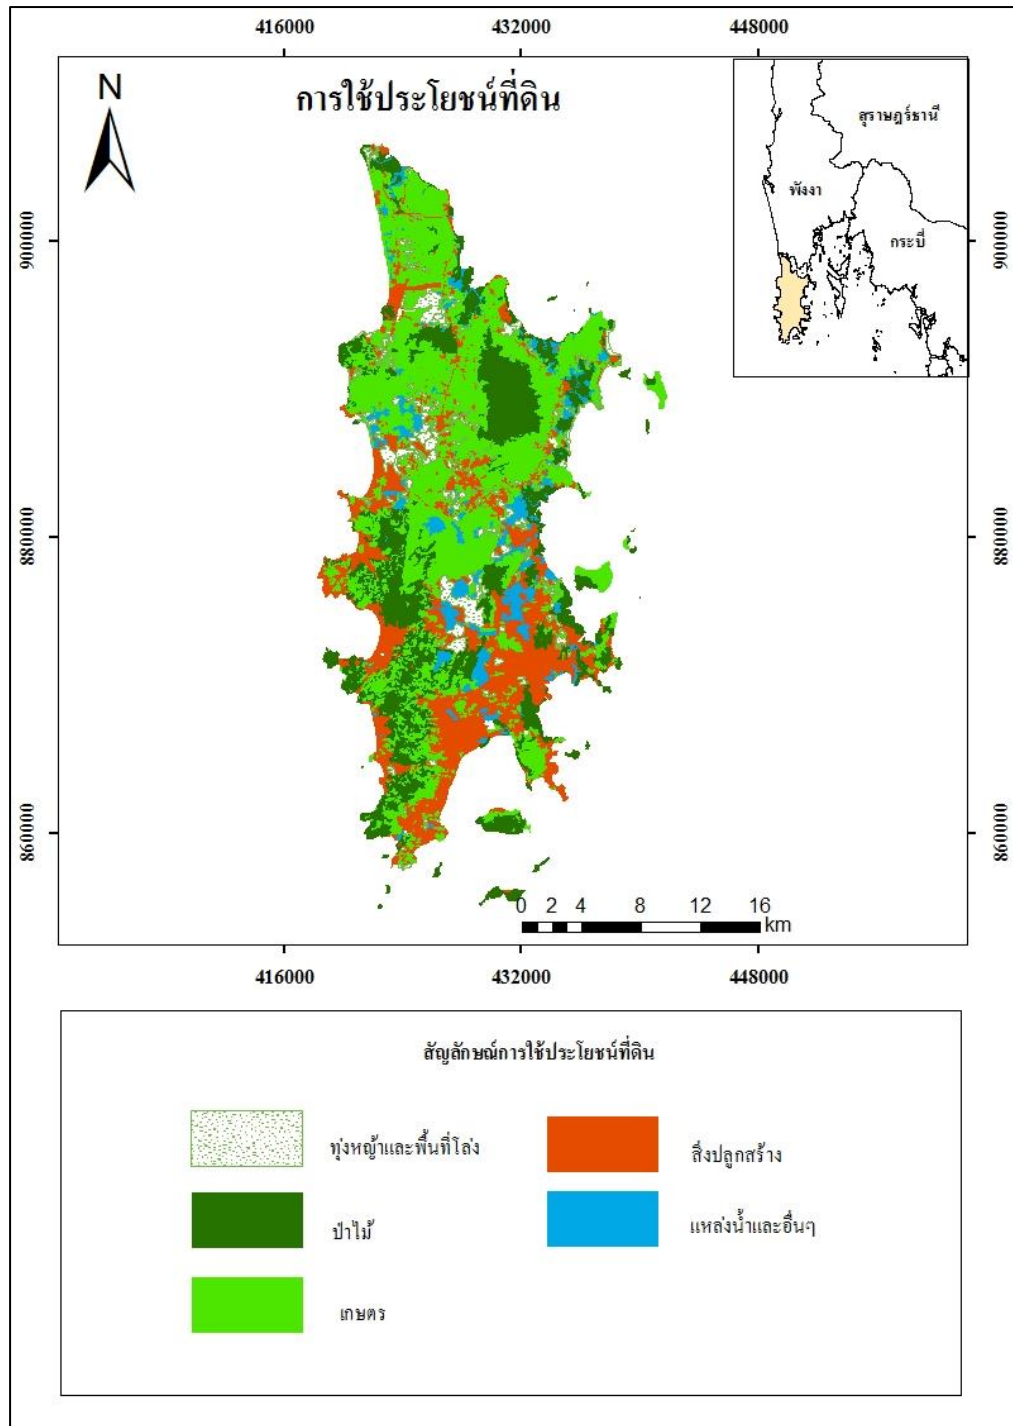 416000 432000 448000
N
การใช้ประโยชน์ที่ดิน
สุราษฎร์ธานี
พังงา
กระบี่
900000 900000
880000 880000
860000 860000
0 2 4 8 12 16
km
416000 432000 448000
สัญลักษณ์การใช้ประโยชน์ที่ดิน
ทุ่งหญ้าและพื้นที่โล่ง
สิ่งปลูกสร้าง
ป่าไม้
แหล่งน้ำและอื่นๆ
เกษตร